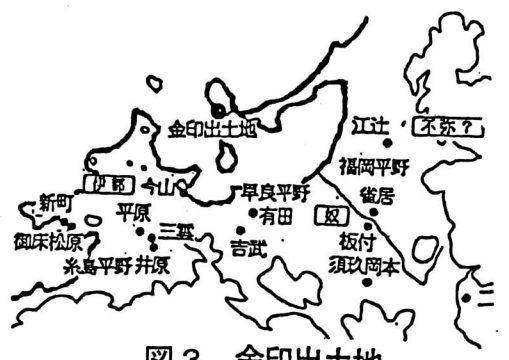 金印出土地
江辻
不弥?
福岡平野
伊都
今山
早良平野
雀居
新町
平原
有田
奴
三雲
板付
御床松原
吉武
糸島平野
井原
須玖岡本
図3 金印出土地